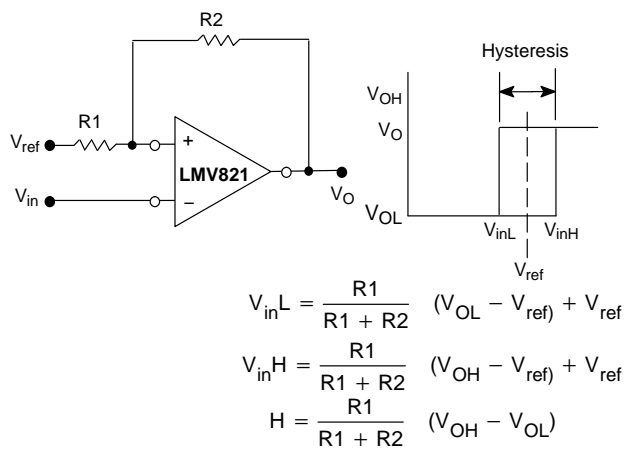 R2
Hysteresis
R1
V_OH
V_ref
+
V_O
LMV821
V_in
−
V_O
V_OL
V_inL
V_inH
V_ref
V_inL = R1 / (R1 + R2) (V_OL − V_ref) + V_ref
V_inH = R1 / (R1 + R2) (V_OH − V_ref) + V_ref
H = R1 / (R1 + R2) (V_OH − V_OL)